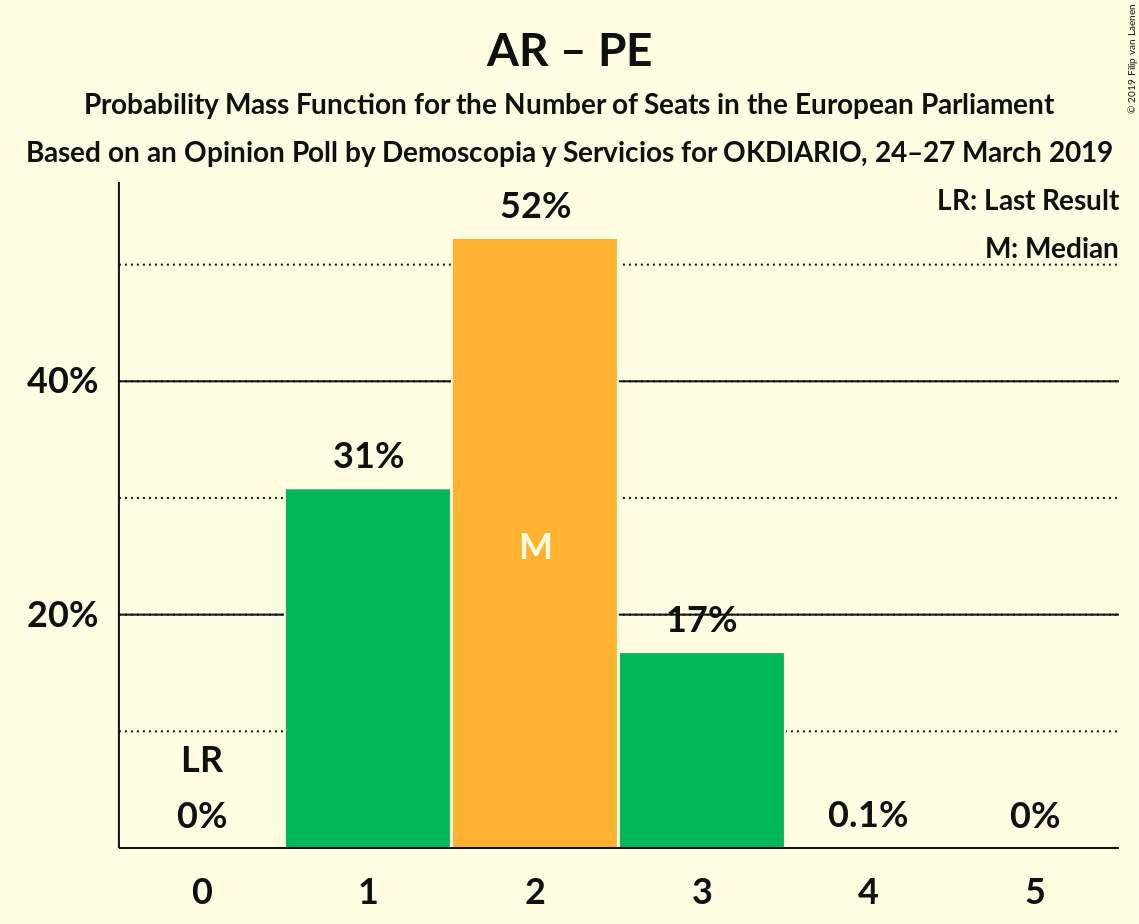 AR – PE
Probability Mass Function for the Number of Seats in the European Parliament
Based on an Opinion Poll by Demoscopia y Servicios for OKDIARIO, 24–27 March 2019
© 2019 Filip van Laenen
LR: Last Result
M: Median
52%
40%
31%
M
20%
17%
LR
0%
0.1%
0%
0 1 2 3 4 5